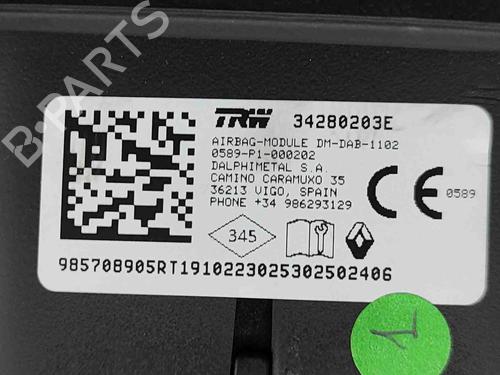 B-PARTS
TRW 34280203E
AIRBAG-MODULE DM-DAB-1102
0589-P1-000202
DALPHIMETAL S.A.
CAMINO CARAMUXO 35
36213 VIGO, SPAIN
PHONE +34 986293129
CE 0589
345
985708905RT1910223025302502406
1